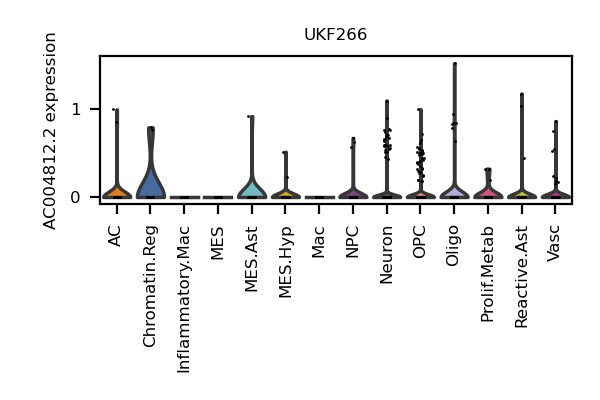 UKF266
AC004812.2 expression
1
0
AC
Chromatin.Reg
Inflammatory.Mac
MES
MES.Ast
MES.Hyp
Mac
NPC
Neuron
OPC
Oligo
Prolif.Metab
Reactive.Ast
Vasc